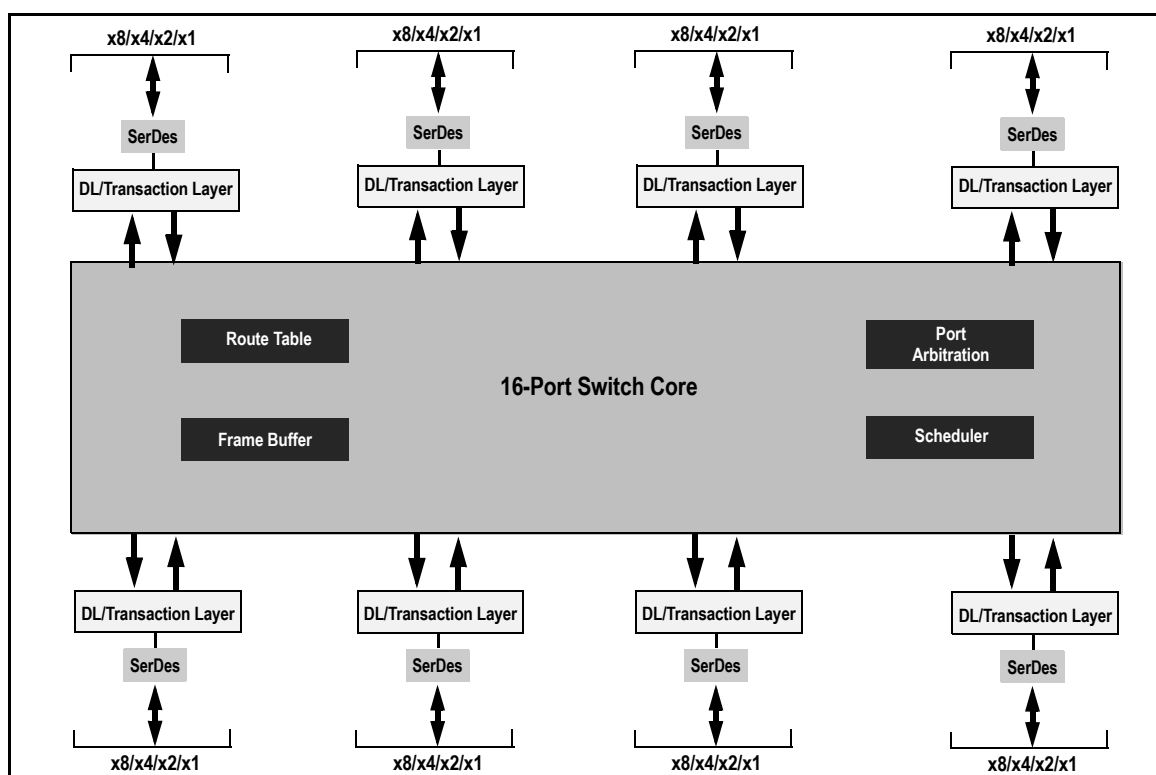 x8/x4/x2/x1
x8/x4/x2/x1
x8/x4/x2/x1
x8/x4/x2/x1
SerDes
SerDes
SerDes
SerDes
DL/Transaction Layer
DL/Transaction Layer
DL/Transaction Layer
DL/Transaction Layer
Route Table
Port
Arbitration
16-Port Switch Core
Frame Buffer
Scheduler
DL/Transaction Layer
DL/Transaction Layer
DL/Transaction Layer
DL/Transaction Layer
SerDes
SerDes
SerDes
SerDes
x8/x4/x2/x1
x8/x4/x2/x1
x8/x4/x2/x1
x8/x4/x2/x1